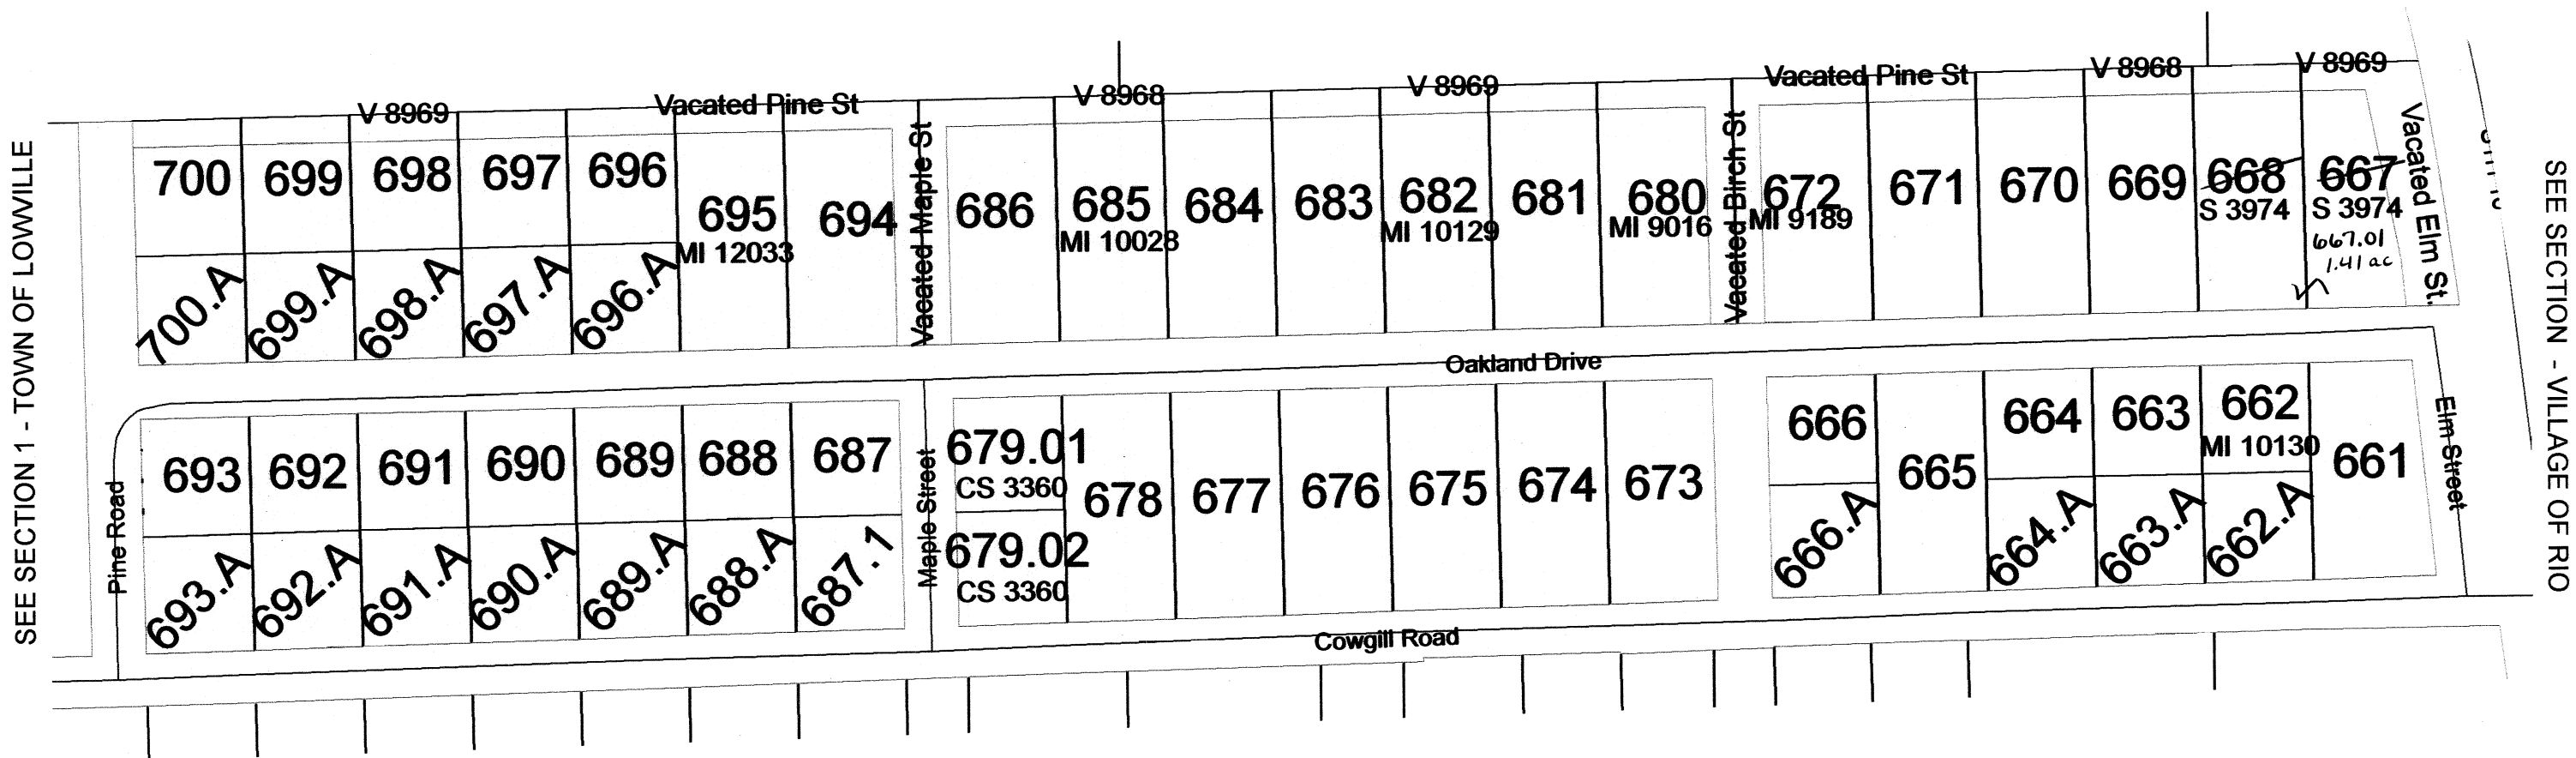 SEE SECTION 1 - TOWN OF LOWVILLE
V 8969
Vacated Pine St
V 8968
V 8969
Vacated Pine St
V 8968
V 8969
700
699
698
697
696
695
MI 12033
694
Vacated Maple St
686
685
MI 10028
684
683
682
MI 10129
681
680
MI 9016
Vacated Birch St
672
MI 9189
671
670
669
668
S 3974
667
S 3974
667.01
1.41 ac
Vacated Elm St.
700.A
699.A
698.A
697.A
696.A
Oakland Drive
Pine Road
693
692
691
690
689
688
687
Maple Street
679.01
CS 3360
679.02
CS 3360
678
677
676
675
674
673
666
665
664
663
662
MI 10130
661
Elm Street
693.A
692.A
691.A
690.A
689.A
688.A
687.1
666.A
664.A
663.A
662.A
Cowgill Road
SEE SECTION - VILLAGE OF RIO